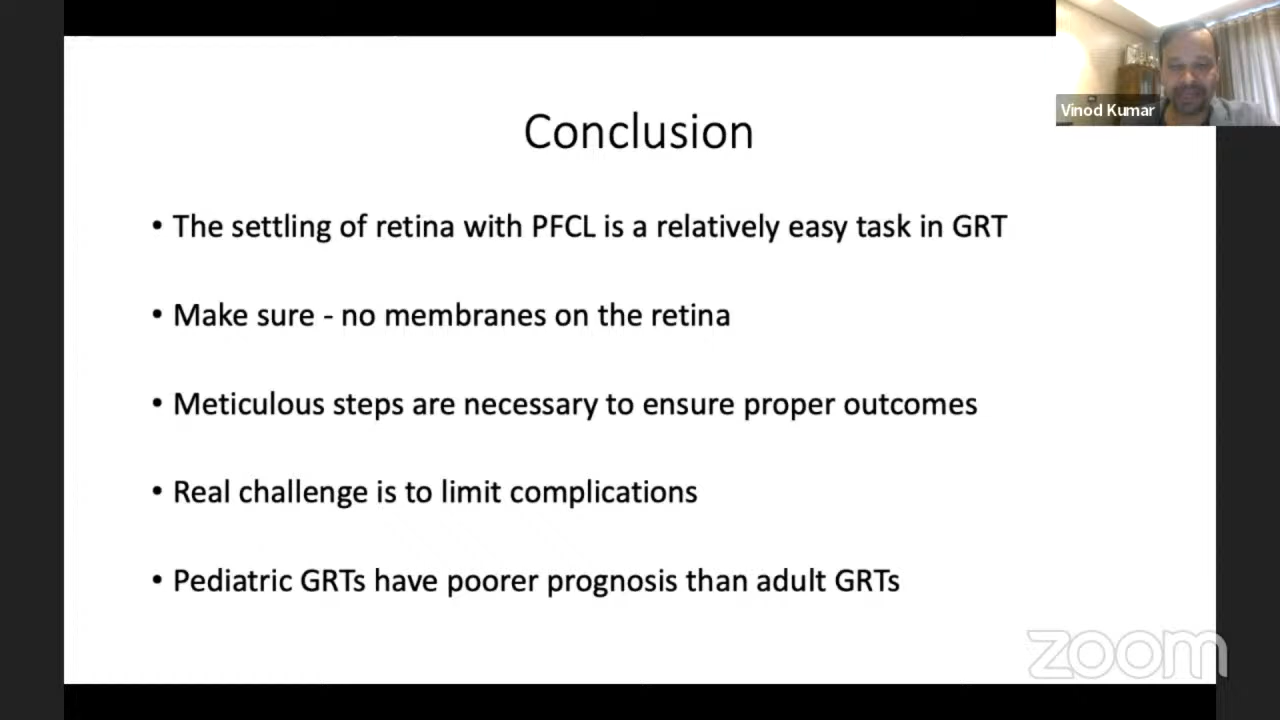 Vinod Kumar
Conclusion
• The settling of retina with PFCL is a relatively easy task in GRT
• Make sure - no membranes on the retina
• Meticulous steps are necessary to ensure proper outcomes
• Real challenge is to limit complications
• Pediatric GRTs have poorer prognosis than adult GRTs
zoom